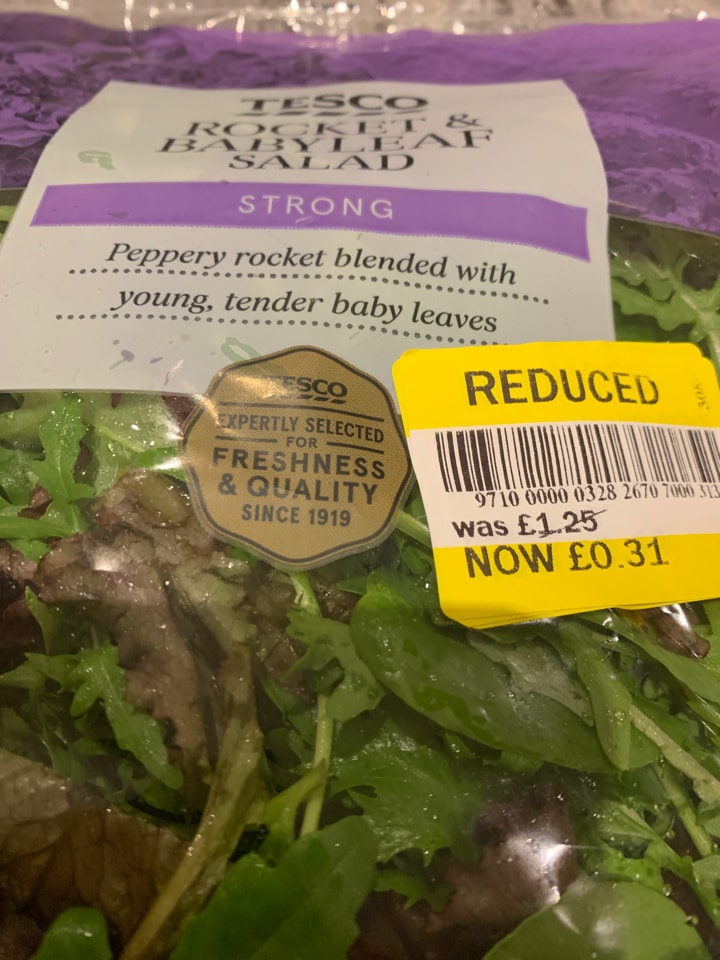 TESCO
ROCKET &
BABYLEAF
SALAD
STRONG
Peppery rocket blended with
young, tender baby leaves
TESCO
EXPERTLY SELECTED
FOR
FRESHNESS
& QUALITY
SINCE 1919
REDUCED
9710 0000 0328 2670 7000 313
was £1.25
NOW £0.31